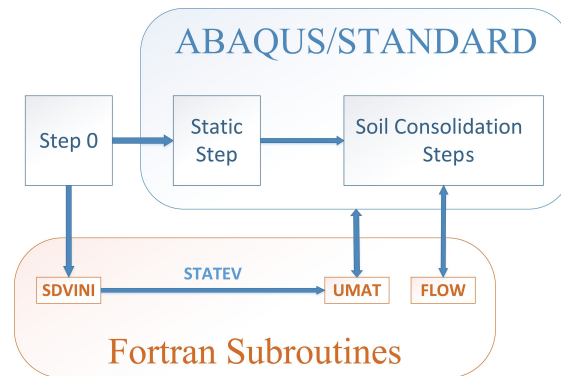 ABAQUS/STANDARD
Step 0
Static
Step
Soil Consolidation
Steps
STATEV
SDVINI
UMAT
FLOW
Fortran Subroutines